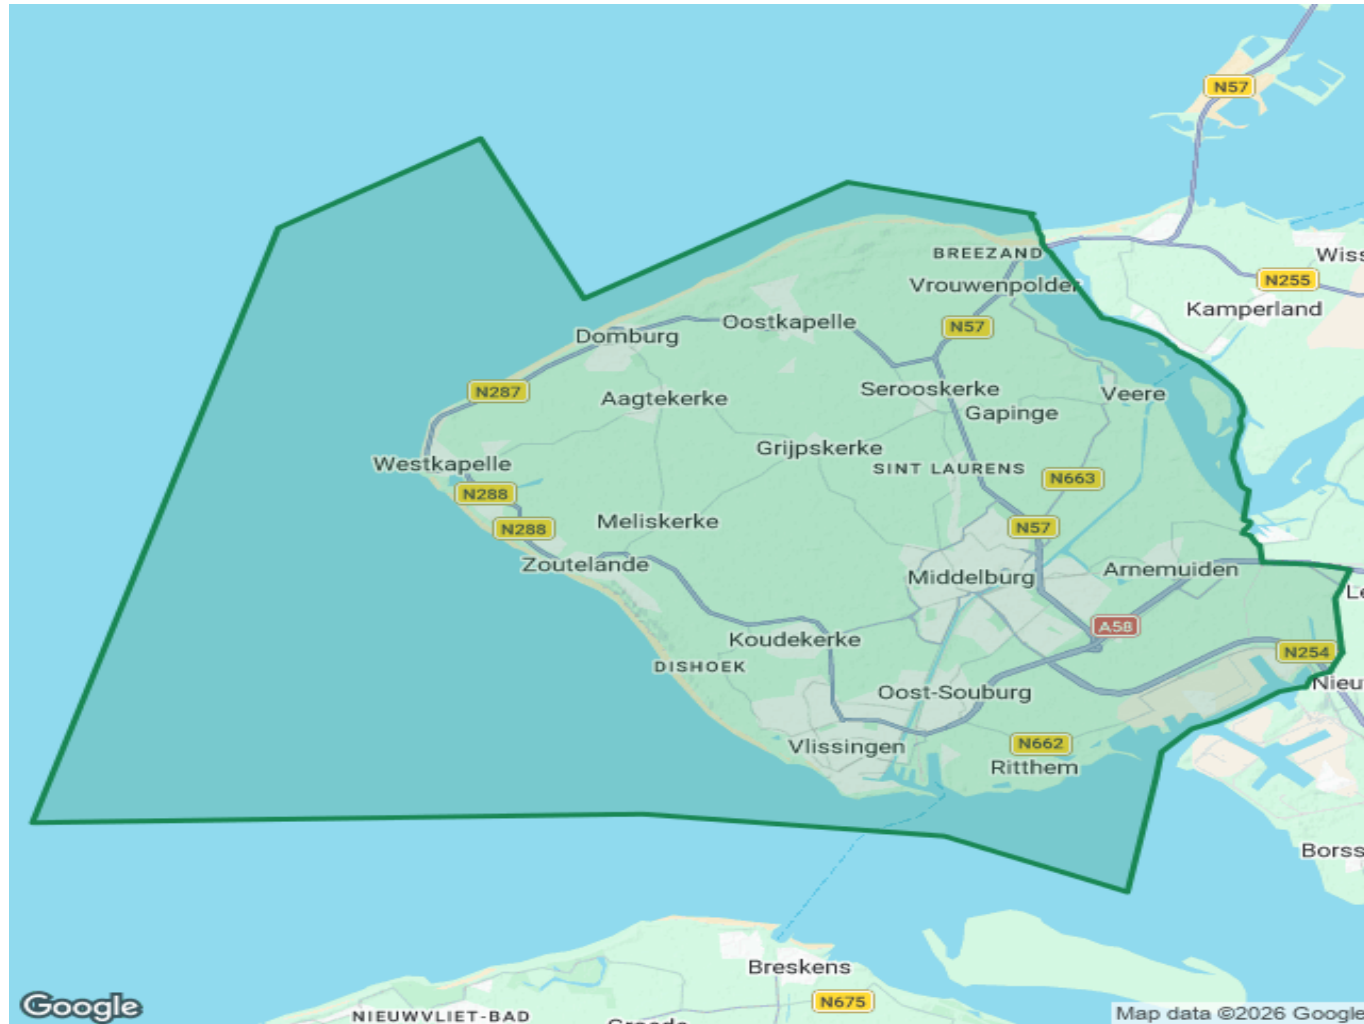 N57
Wiss
BREEZAND
N255
Vrouwenpolder
Kamperland
Oostkapelle
N57
Domburg
N287
Aagtekerke
Serooskerke
Veere
Gapinge
Grijpskerke
Westkapelle
SINT LAURENS
N663
N288
N288
Meliskerke
N57
Zoutelande
Middelburg
Arnemuiden
Le
A58
Koudekerke
N254
DISHOEK
Nieuw
Oost-Souburg
Vlissingen
N662
Ritthem
Borss
Breskens
N675
Google
NIEUWVLIET-BAD
Map data ©2026 Google